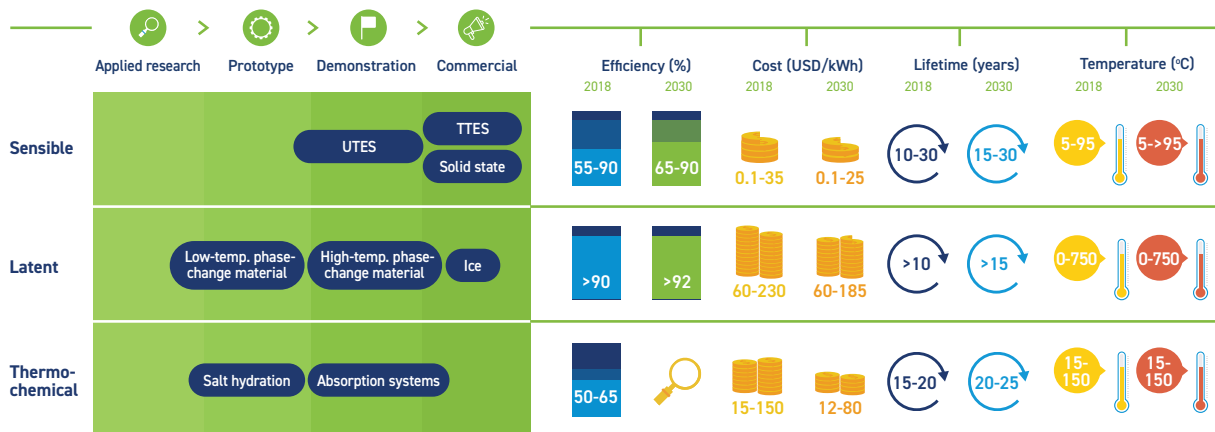 Applied research
Prototype
Demonstration
Commercial
Efficiency (%)
Cost (USD/kWh)
Lifetime (years)
Temperature (ºC)
2018
2030
2018
2030
2018
2030
2018
2030
Sensible
UTES
TTES
Solid state
55-90
65-90
0.1-35
0.1-25
10-30
15-30
5-95
5->95
Latent
Low-temp. phase-
change material
High-temp. phase-
change material
Ice
>90
>92
60-230
60-185
>10
>15
0-750
0-750
Thermo-
chemical
Salt hydration
Absorption systems
50-65
15-150
12-80
15-20
20-25
15-
150
15-
150